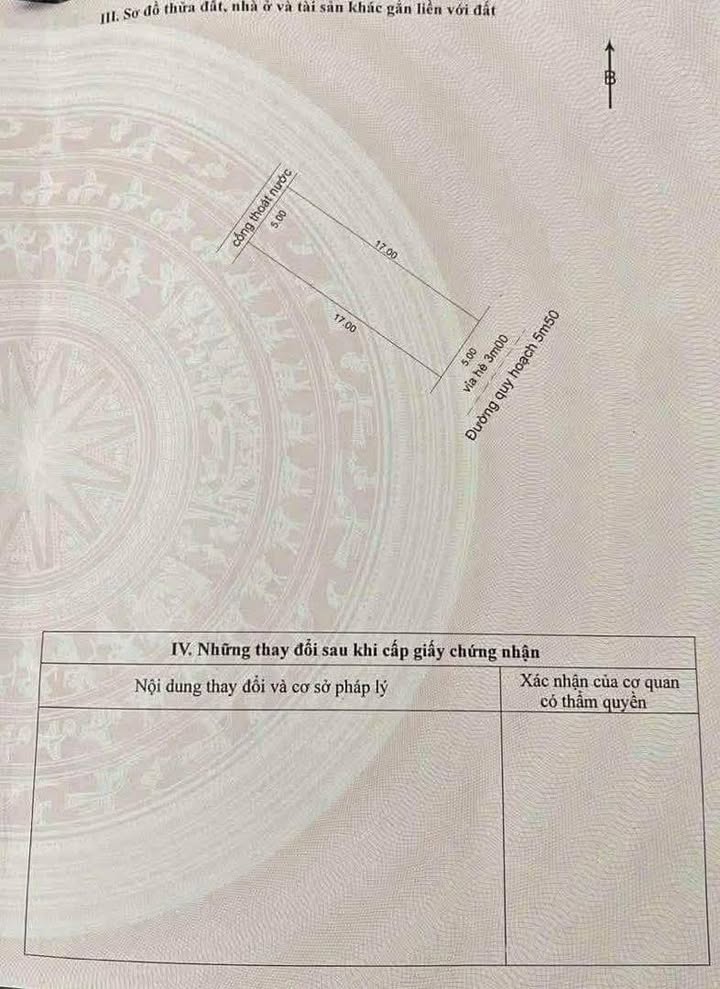 III. Sơ đồ thửa đất, nhà ở và tài sản khác gắn liền với đất
B
cống thoát nước
5.00
17.00
17.00
5.00
vỉa hè 3m00
Đường quy hoạch 5m50
IV. Những thay đổi sau khi cấp giấy chứng nhận
Nội dung thay đổi và cơ sở pháp lý
Xác nhận của cơ quan
có thẩm quyền